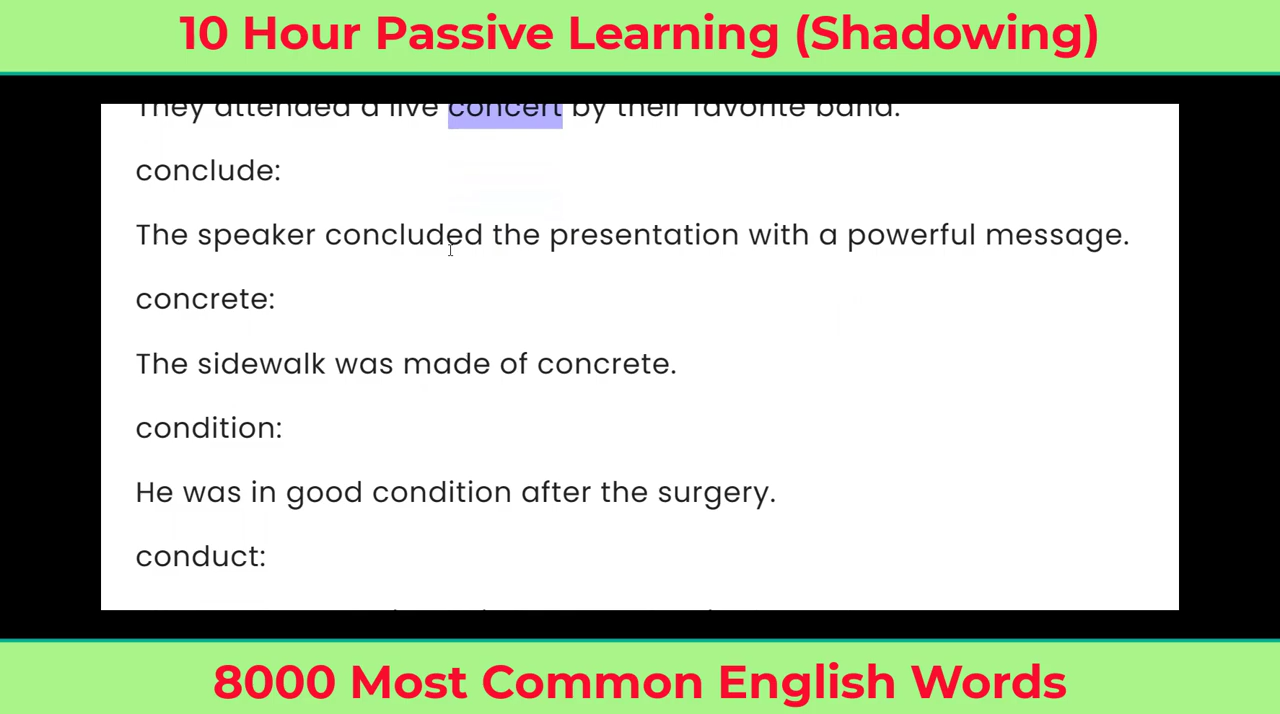 10 Hour Passive Learning (Shadowing)
They attended a live concert by their favorite band.
conclude:
The speaker concluded the presentation with a powerful message.
concrete:
The sidewalk was made of concrete.
condition:
He was in good condition after the surgery.
conduct:
8000 Most Common English Words